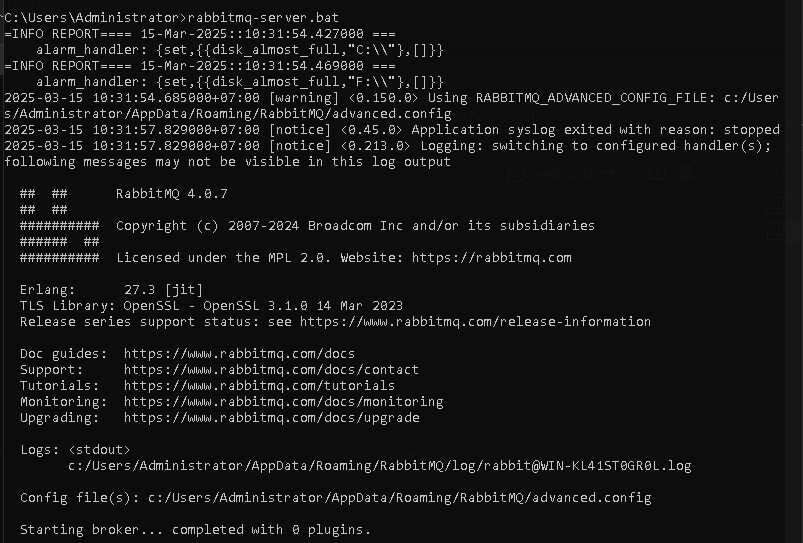 C:\Users\Administrator>rabbitmq-server.bat
=INFO REPORT==== 15-Mar-2025::10:31:54.427000 ===
    alarm_handler: {set,{{disk_almost_full,"C:\\"},[]}}
=INFO REPORT==== 15-Mar-2025::10:31:54.469000 ===
    alarm_handler: {set,{{disk_almost_full,"F:\\"},[]}}
2025-03-15 10:31:54.685000+07:00 [warning] <0.150.0> Using RABBITMQ_ADVANCED_CONFIG_FILE: c:/User
s/Administrator/AppData/Roaming/RabbitMQ/advanced.config
2025-03-15 10:31:57.829000+07:00 [notice] <0.45.0> Application syslog exited with reason: stopped
2025-03-15 10:31:57.829000+07:00 [notice] <0.213.0> Logging: switching to configured handler(s);
following messages may not be visible in this log output
  ##  ##      RabbitMQ 4.0.7
  ##  ##
  ##########  Copyright (c) 2007-2024 Broadcom Inc and/or its subsidiaries
  ######  ##
  ##########  Licensed under the MPL 2.0. Website: https://rabbitmq.com
  Erlang:      27.3 [jit]
  TLS Library: OpenSSL - OpenSSL 3.1.0 14 Mar 2023
  Release series support status: see https://www.rabbitmq.com/release-information
  Doc guides:  https://www.rabbitmq.com/docs
  Support:     https://www.rabbitmq.com/docs/contact
  Tutorials:   https://www.rabbitmq.com/tutorials
  Monitoring:  https://www.rabbitmq.com/docs/monitoring
  Upgrading:   https://www.rabbitmq.com/docs/upgrade
  Logs: <stdout>
        c:/Users/Administrator/AppData/Roaming/RabbitMQ/log/rabbit@WIN-KL41ST0GR0L.log
  Config file(s): c:/Users/Administrator/AppData/Roaming/RabbitMQ/advanced.config
  Starting broker... completed with 0 plugins.